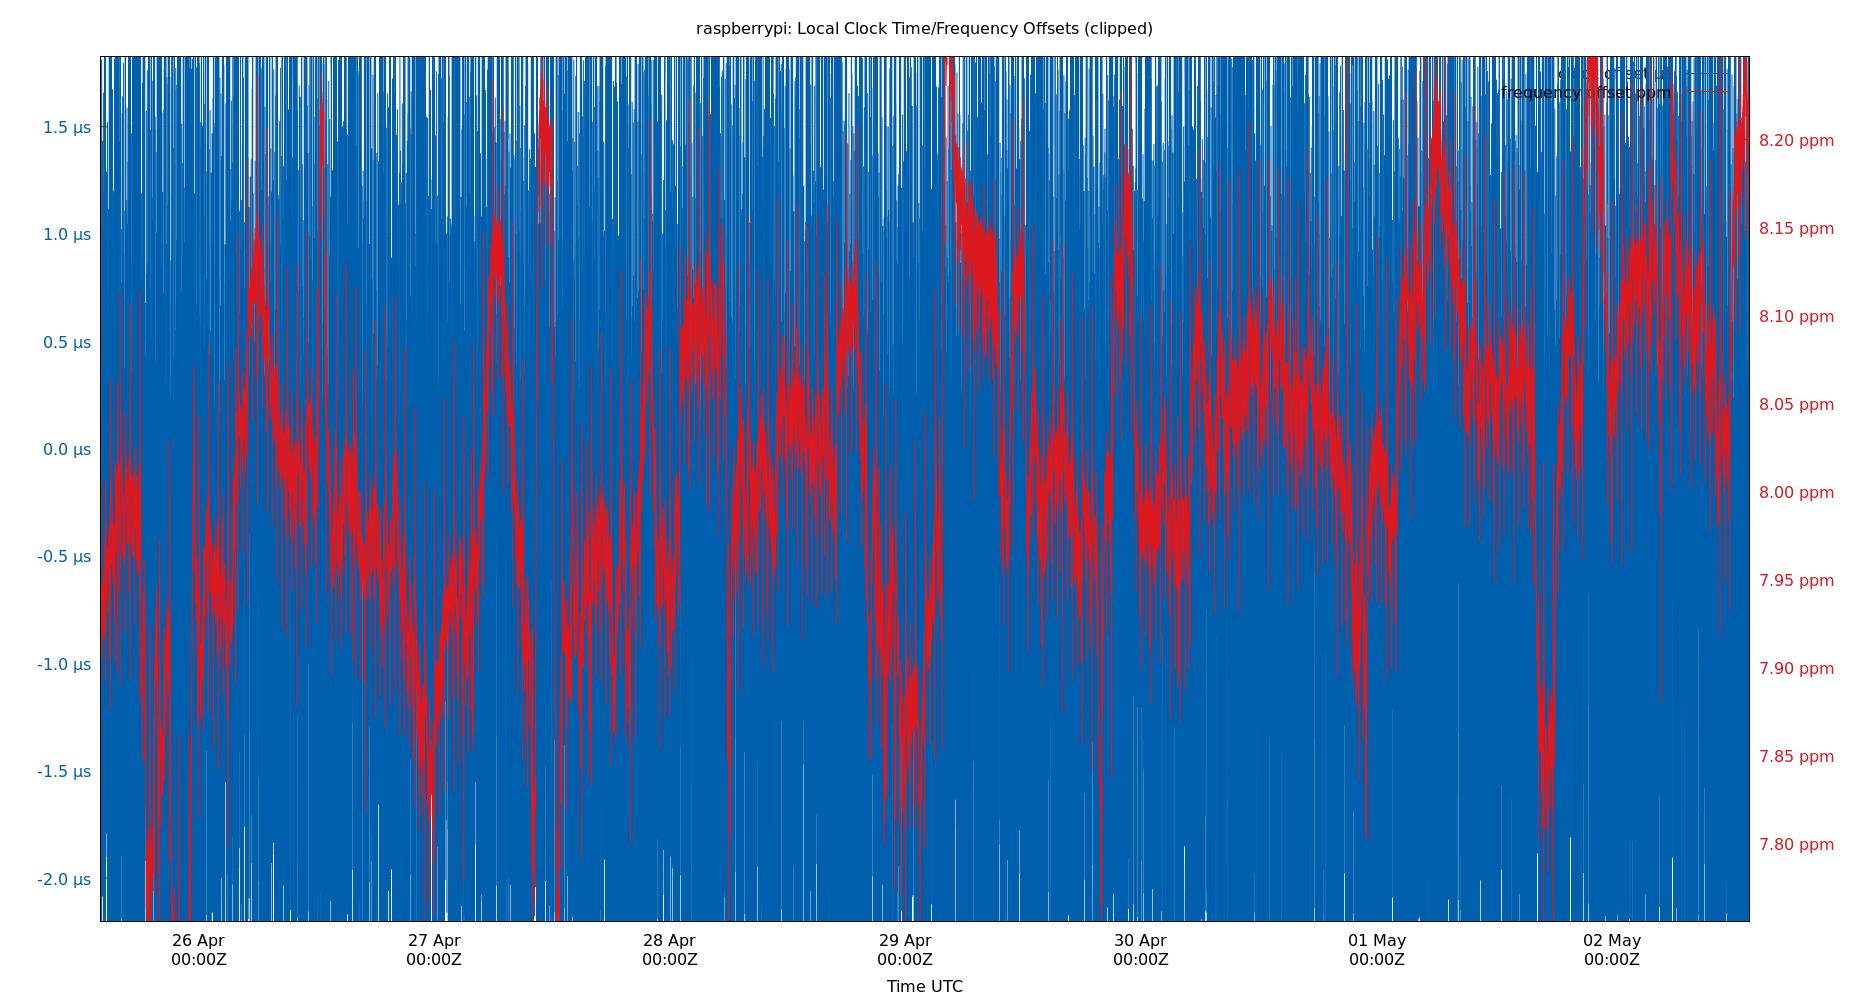 raspberrypi: Local Clock Time/Frequency Offsets (clipped)
frequency offset ppm
1.5 µs
1.0 µs
0.5 µs
0.0 µs
-0.5 µs
-1.0 µs
-1.5 µs
-2.0 µs
8.20 ppm
8.15 ppm
8.10 ppm
8.05 ppm
8.00 ppm
7.95 ppm
7.90 ppm
7.85 ppm
7.80 ppm
26 Apr
00:00Z
27 Apr
00:00Z
28 Apr
00:00Z
29 Apr
00:00Z
30 Apr
00:00Z
01 May
00:00Z
02 May
00:00Z
Time UTC